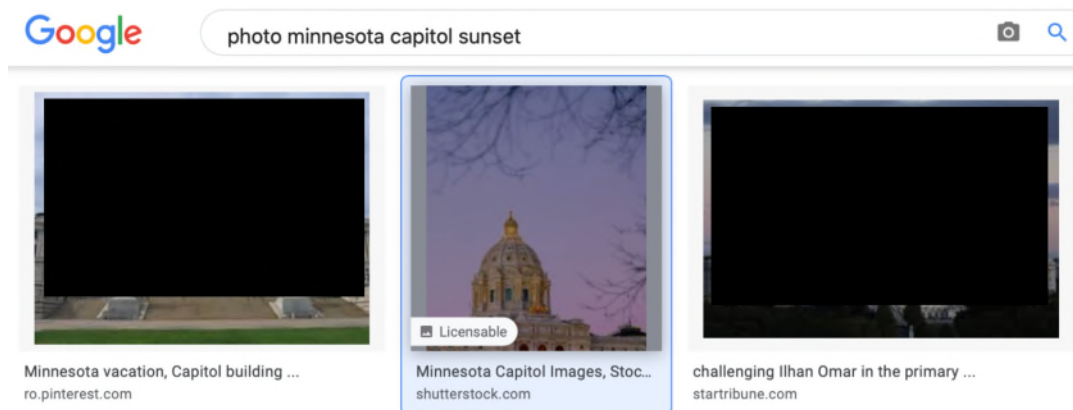 Google
photo minnesota capitol sunset
Licensable
Minnesota vacation, Capitol building ...
ro.pinterest.com
Minnesota Capitol Images, Stoc...
shutterstock.com
challenging Ilhan Omar in the primary ...
startribune.com